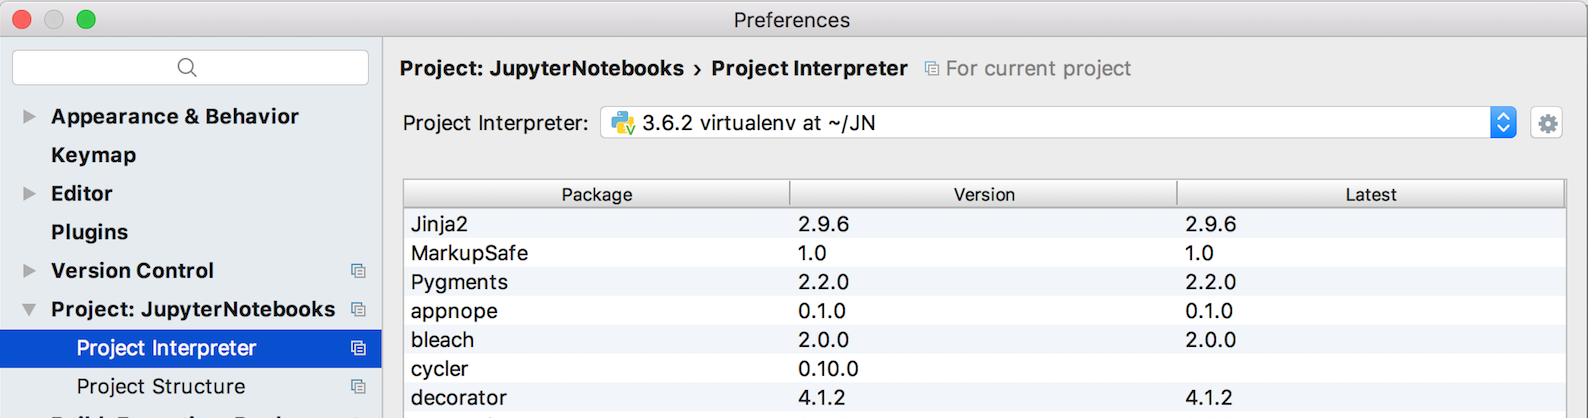 Preferences
Project: JupyterNotebooks › Project Interpreter For current project
Appearance & Behavior
Keymap
Editor
Plugins
Version Control
Project: JupyterNotebooks
Project Interpreter
Project Structure
Project Interpreter: 3.6.2 virtualenv at ~/JN
Package Version Latest
Jinja2 2.9.6 2.9.6
MarkupSafe 1.0 1.0
Pygments 2.2.0 2.2.0
appnope 0.1.0 0.1.0
bleach 2.0.0 2.0.0
cycler 0.10.0
decorator 4.1.2 4.1.2